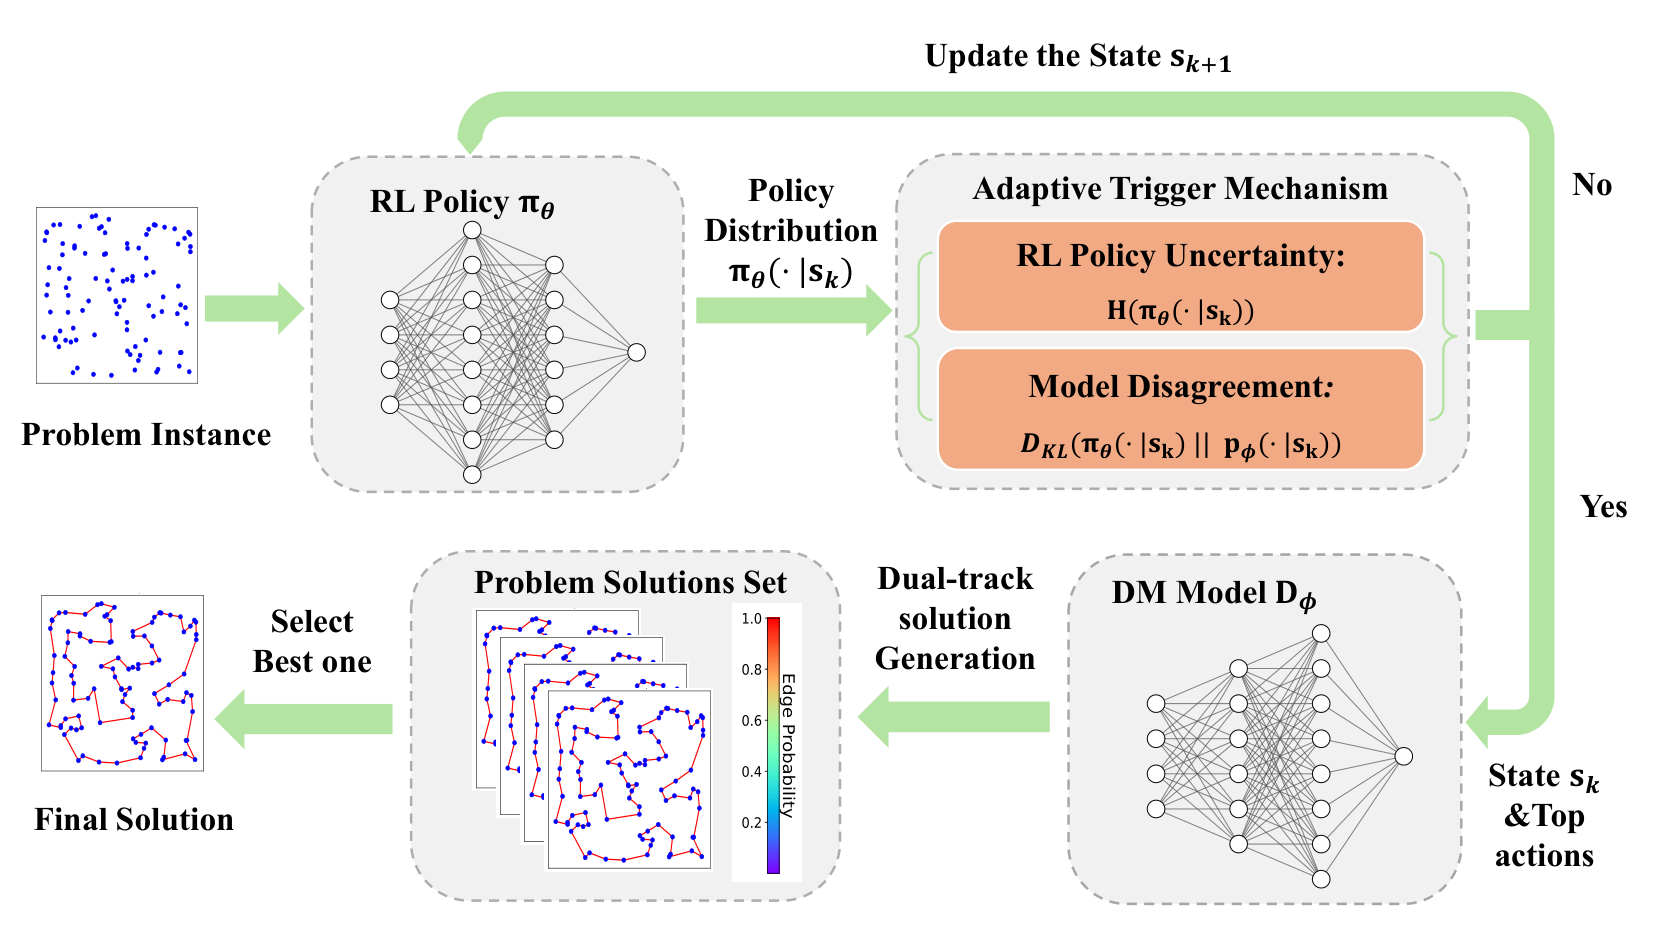 Update the State s_{k+1}
No
RL Policy π_θ
Policy
Distribution
π_θ(· |s_k)
Adaptive Trigger Mechanism
RL Policy Uncertainty:
H(π_θ(· |s_k))
Model Disagreement:
D_{KL}(π_θ(· |s_k) || p_ϕ(· |s_k))
Problem Instance
Yes
Problem Solutions Set
1.0
0.8
0.6
0.4
0.2
Edge Probability
Dual-track
solution
Generation
DM Model D_ϕ
Select
Best one
State s_k
&Top
actions
Final Solution